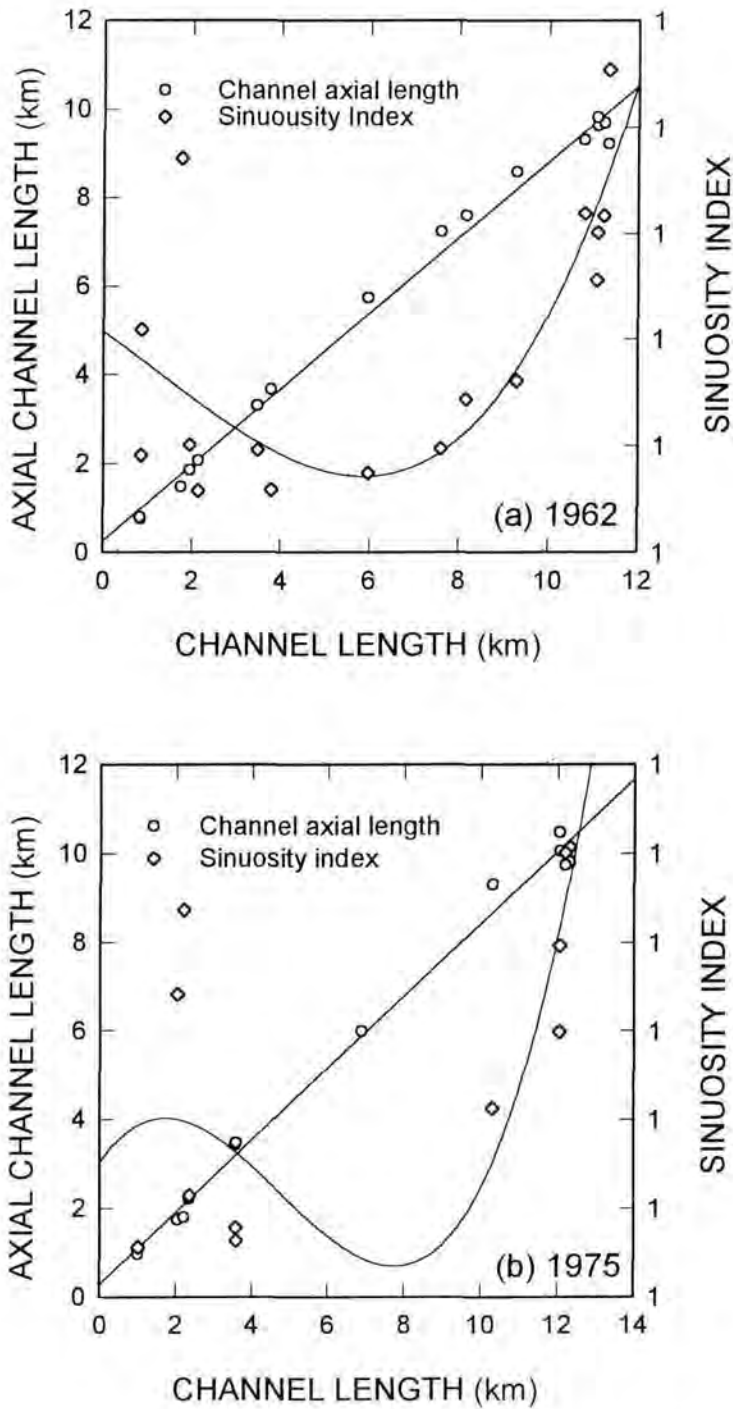 12
10
8
6
4
2
0
AXIAL CHANNEL LENGTH (km)
Channel axial length
Sinuousity Index
1
1
1
1
1
1
SINUOSITY INDEX
(a) 1962
0 2 4 6 8 10 12
CHANNEL LENGTH (km)
12
10
8
6
4
2
0
AXIAL CHANNEL LENGTH (km)
Channel axial length
Sinuosity index
1
1
1
1
1
1
1
SINUOSITY INDEX
(b) 1975
0 2 4 6 8 10 12 14
CHANNEL LENGTH (km)